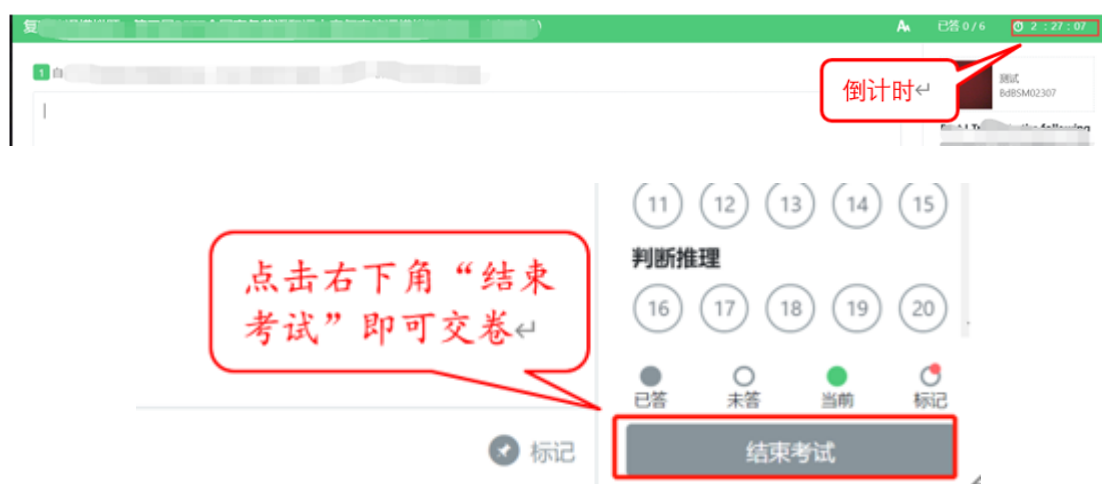 复
已答 0 / 6
2 : 27 : 07
1
倒计时↵
测试
BdBSM02307
11 12 13 14 15
判断推理
16 17 18 19 20
点击右下角“结束
考试”即可交卷↵
已答 未答 当前 标记
标记
结束考试